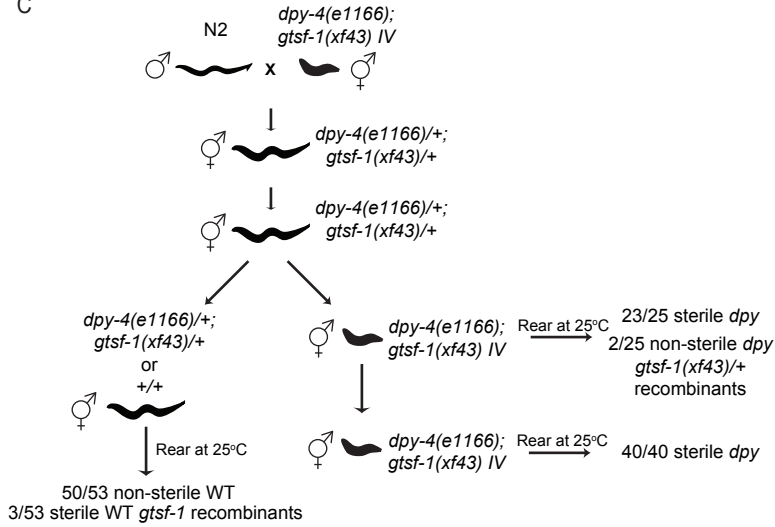 C
N2
dpy-4(e1166);
gtsf-1(xf43) IV
x
dpy-4(e1166)/+;
gtsf-1(xf43)/+
dpy-4(e1166)/+;
gtsf-1(xf43)/+
dpy-4(e1166)/+;
gtsf-1(xf43)/+
or
+/+
Rear at 25ºC
50/53 non-sterile WT
3/53 sterile WT gtsf-1 recombinants
dpy-4(e1166);
gtsf-1(xf43) IV
Rear at 25ºC
23/25 sterile dpy
2/25 non-sterile dpy
gtsf-1(xf43)/+
recombinants
dpy-4(e1166);
gtsf-1(xf43) IV
Rear at 25ºC
40/40 sterile dpy